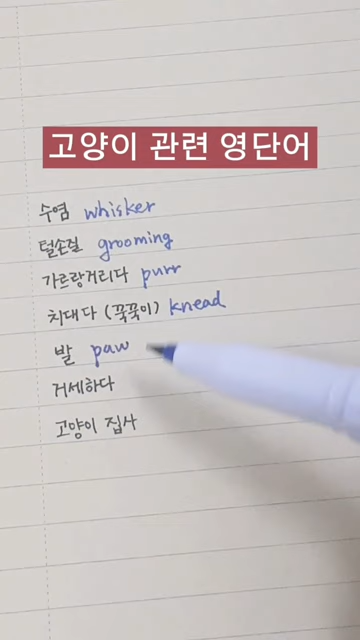 고양이 관련 영단어
수염 whisker
털손질 grooming
가르랑거리다 purr
치대다 (꾹꾹이) knead
발 paw
거세하다
고양이 집사